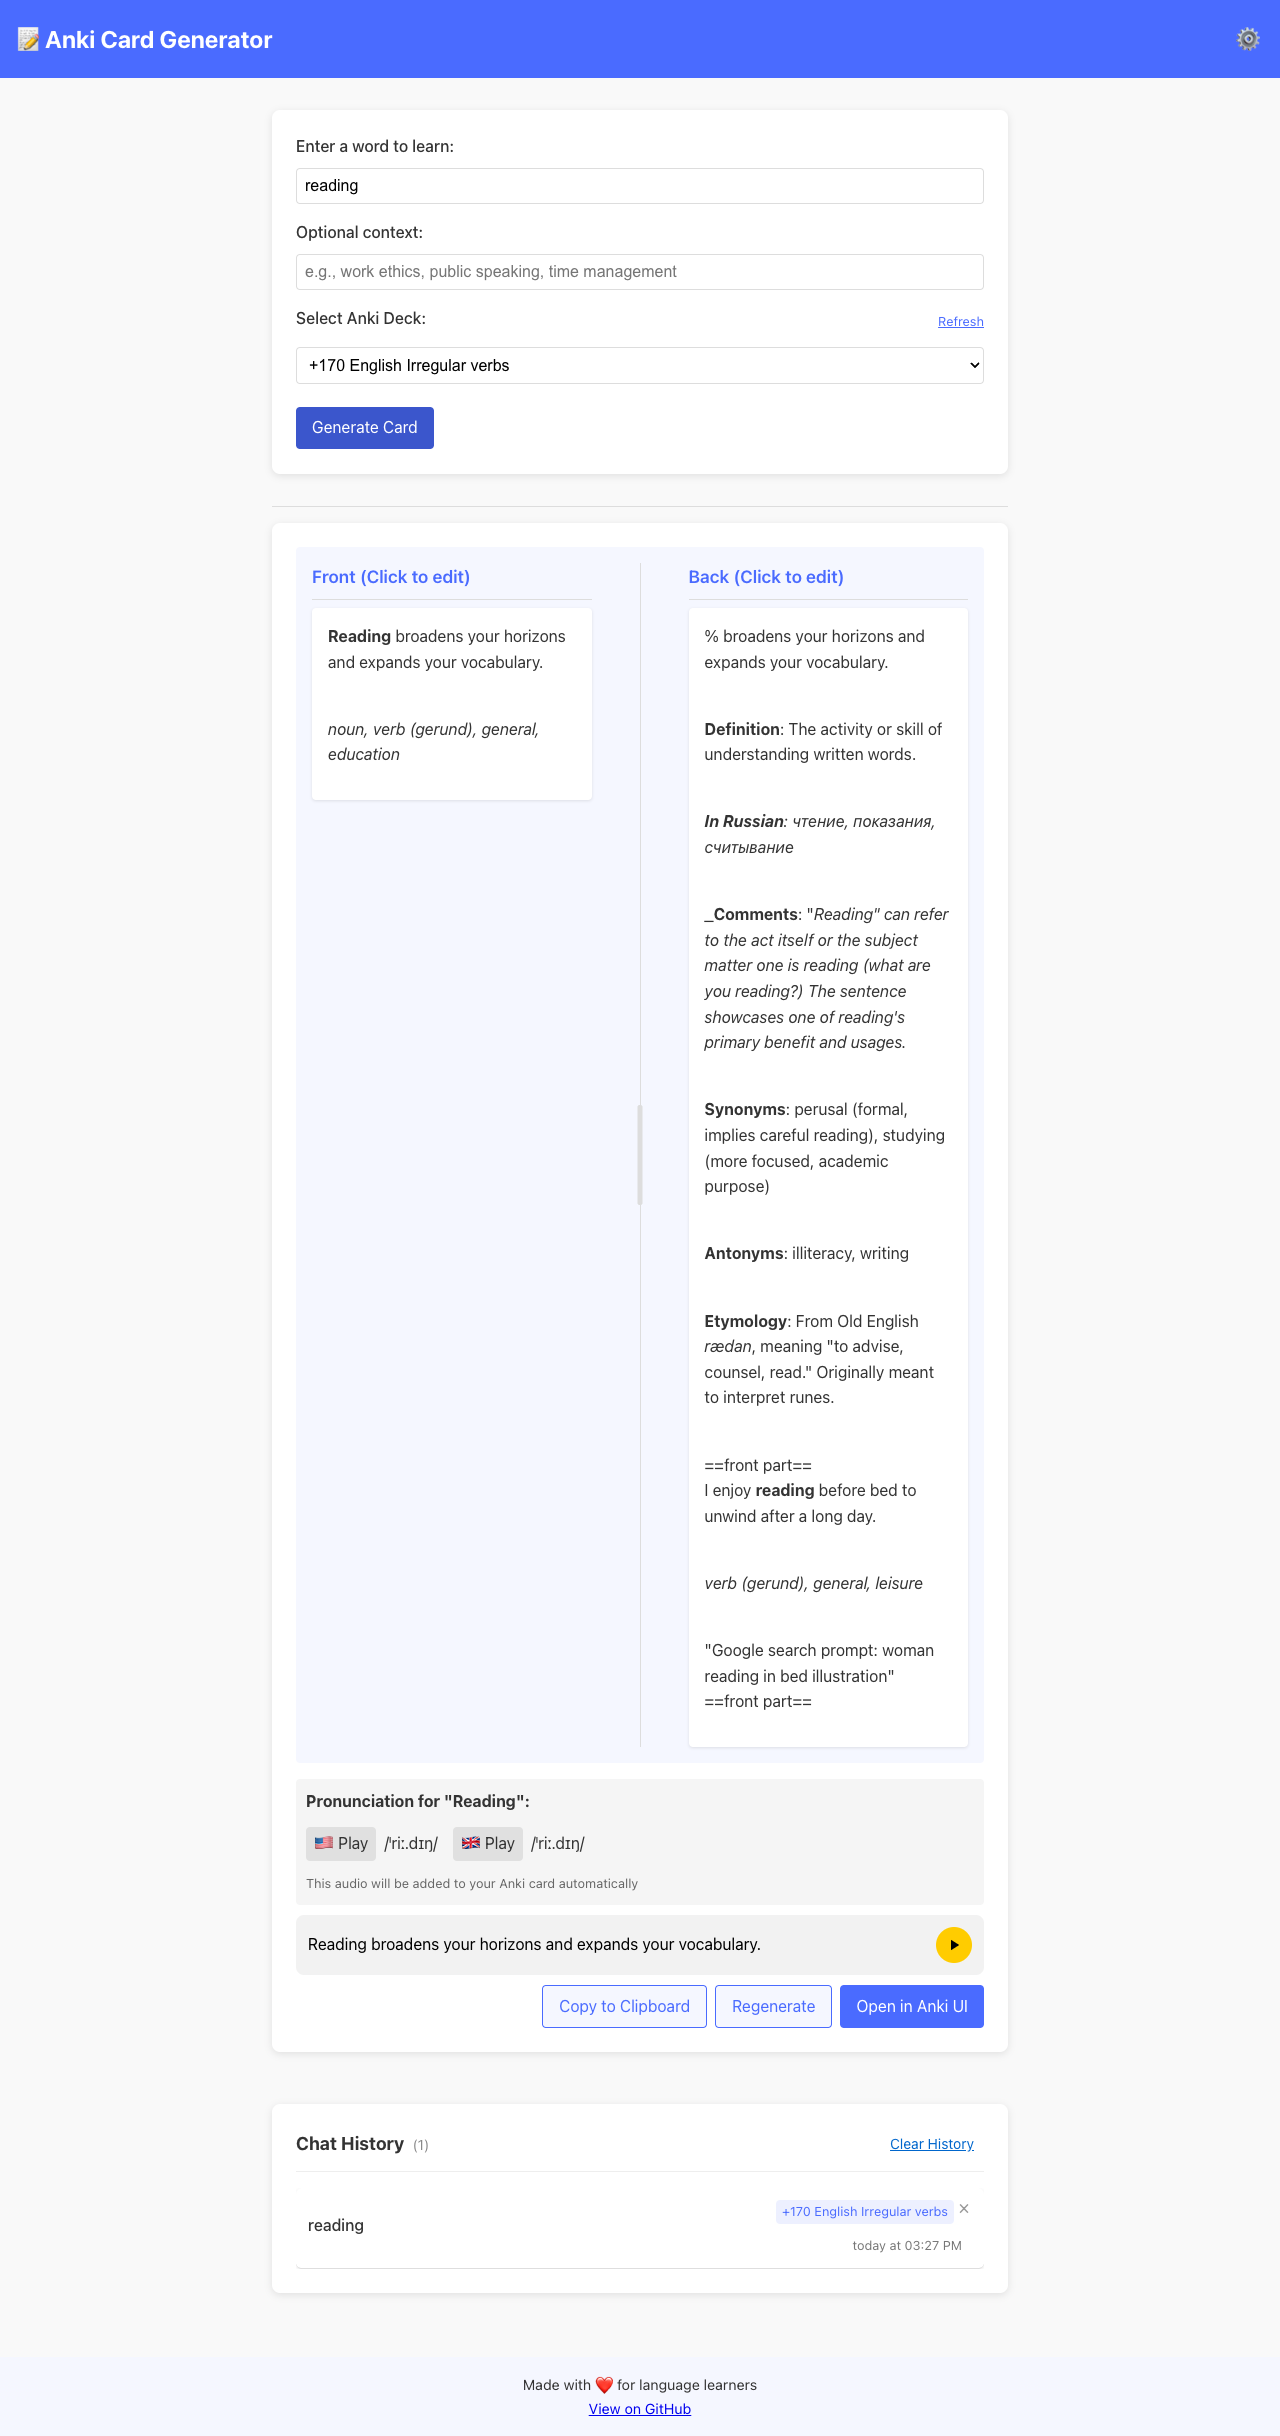 📝 Anki Card Generator
⚙️
Enter a word to learn:
reading
Optional context:
e.g., work ethics, public speaking, time management
Select Anki Deck:
Refresh
+170 English Irregular verbs
Generate Card
Front (Click to edit)
Reading broadens your horizons
and expands your vocabulary.
noun, verb (gerund), general,
education
Back (Click to edit)
% broadens your horizons and
expands your vocabulary.
Definition: The activity or skill of
understanding written words.
In Russian: чтение, показания,
считывание
_Comments: "Reading" can refer
to the act itself or the subject
matter one is reading (what are
you reading?) The sentence
showcases one of reading's
primary benefit and usages.
Synonyms: perusal (formal,
implies careful reading), studying
(more focused, academic
purpose)
Antonyms: illiteracy, writing
Etymology: From Old English
rædan, meaning "to advise,
counsel, read." Originally meant
to interpret runes.
==front part==
I enjoy reading before bed to
unwind after a long day.
verb (gerund), general, leisure
"Google search prompt: woman
reading in bed illustration"
==front part==
Pronunciation for "Reading":
🇺🇸 Play /ˈriː.dɪŋ/ 🇬🇧 Play /ˈriː.dɪŋ/
This audio will be added to your Anki card automatically
Reading broadens your horizons and expands your vocabulary.
Copy to Clipboard
Regenerate
Open in Anki UI
Chat History (1)
Clear History
reading
+170 English Irregular verbs ×
today at 03:27 PM
Made with ❤️ for language learners
View on GitHub